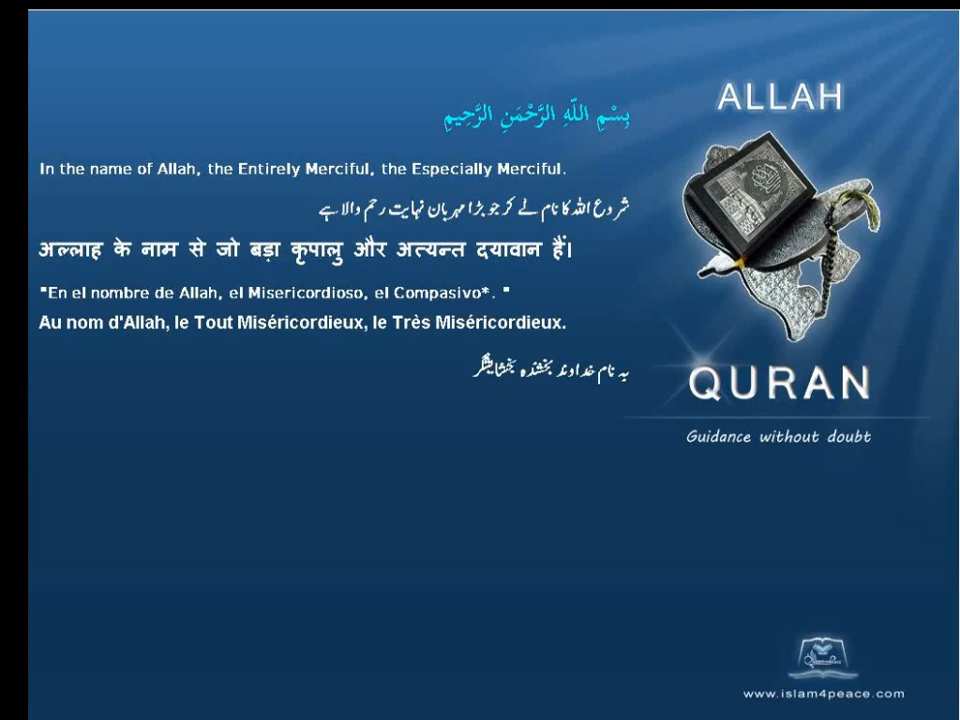 بِسْمِ اللّهِ الرَّحْمَنِ الرَّحِيمِ
In the name of Allah, the Entirely Merciful, the Especially Merciful.
شروع الله کا نام لے کر جو بڑا مہربان نہایت رحم والا ہے
अल्लाह के नाम से जो बड़ा कृपालु और अत्यन्त दयावान हैं।
"En el nombre de Allah, el Misericordioso, el Compasivo*. "
Au nom d'Allah, le Tout Miséricordieux, le Très Miséricordieux.
به نام خداوند بخشنده بخشایشگر
ALLAH
QURAN
Guidance without doubt
www.islam4peace.com